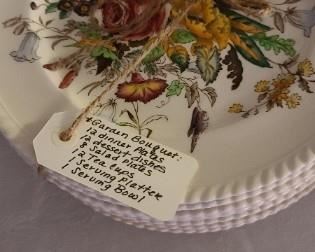 *Garden Bouquet:
12 dinner Plates
12 dessert dishes
8 Salad Plates
12 Tea Cups
1 Serving Platter
1 Serving Bowl